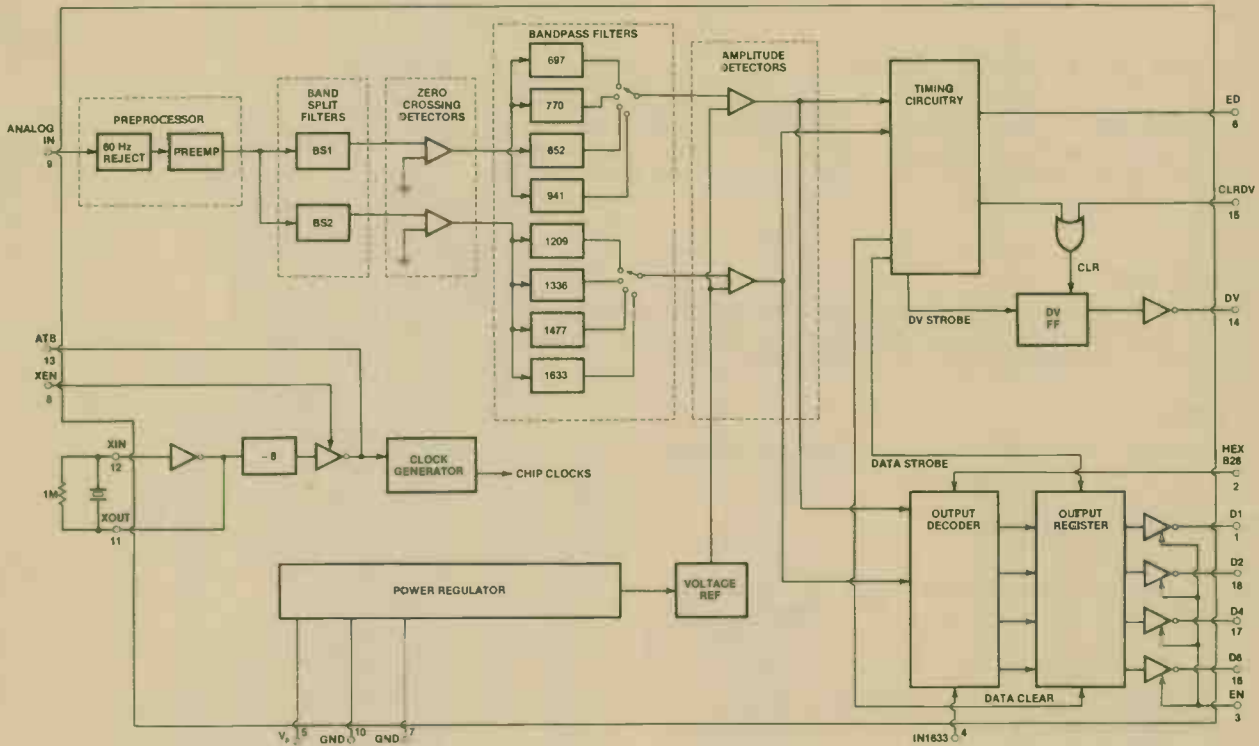 BANDPASS FILTERS
697
770
852
941
1209
1336
1477
1633
AMPLITUDE
DETECTORS
TIMING
CIRCUITRY
ED
6
CLRDV
15
CLR
DV STROBE
DV
FF
DV
14
BAND
SPLIT
FILTERS
BS1
BS2
ZERO
CROSSING
DETECTORS
PREPROCESSOR
ANALOG
IN
9
60 Hz
REJECT
PREEMP
ATB
13
XEN
8
XIN
12
1M
XOUT
11
÷ 8
CLOCK
GENERATOR
CHIP CLOCKS
DATA STROBE
HEX
B28
2
OUTPUT
DECODER
OUTPUT
REGISTER
D1
1
D2
18
D4
17
D8
16
EN
3
DATA CLEAR
IN1633
4
POWER REGULATOR
VOLTAGE
REF
Vp 5
GND 10
GND 7